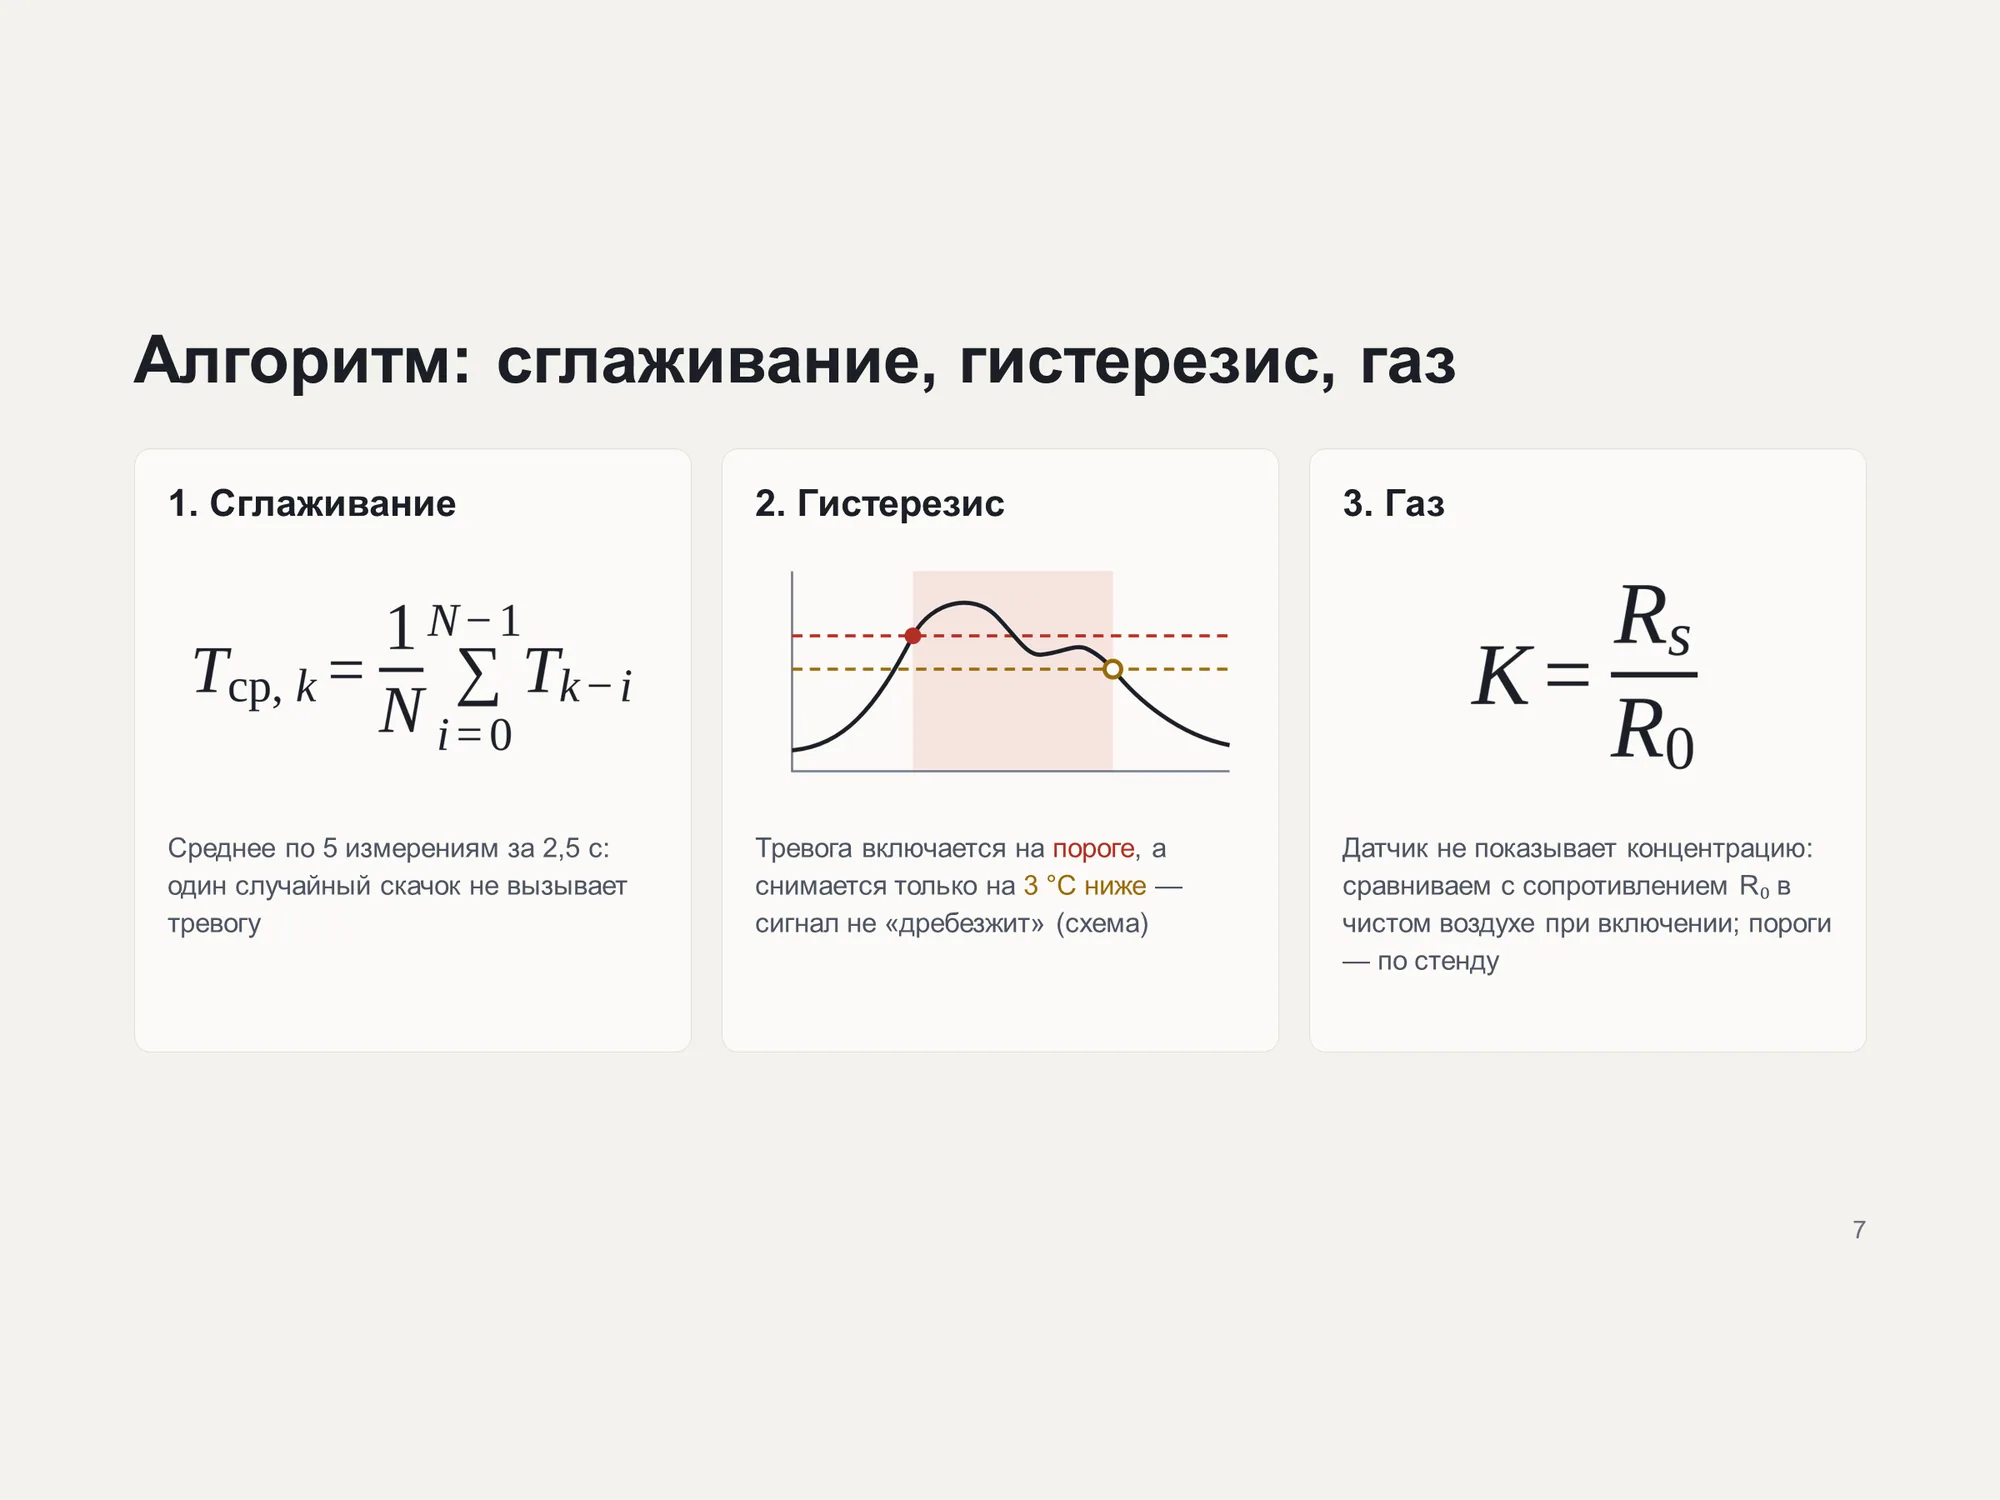 Алгоритм: сглаживание, гистерезис, газ
1. Сглаживание
T_ср, k = 1/N ∑_{i=0}^{N−1} T_{k−i}
Среднее по 5 измерениям за 2,5 с:
один случайный скачок не вызывает
тревогу
2. Гистерезис
Тревога включается на пороге, а
снимается только на 3 °C ниже —
сигнал не «дребезжит» (схема)
3. Газ
K = R_s/R_0
Датчик не показывает концентрацию:
сравниваем с сопротивлением R₀ в
чистом воздухе при включении; пороги
— по стенду
7